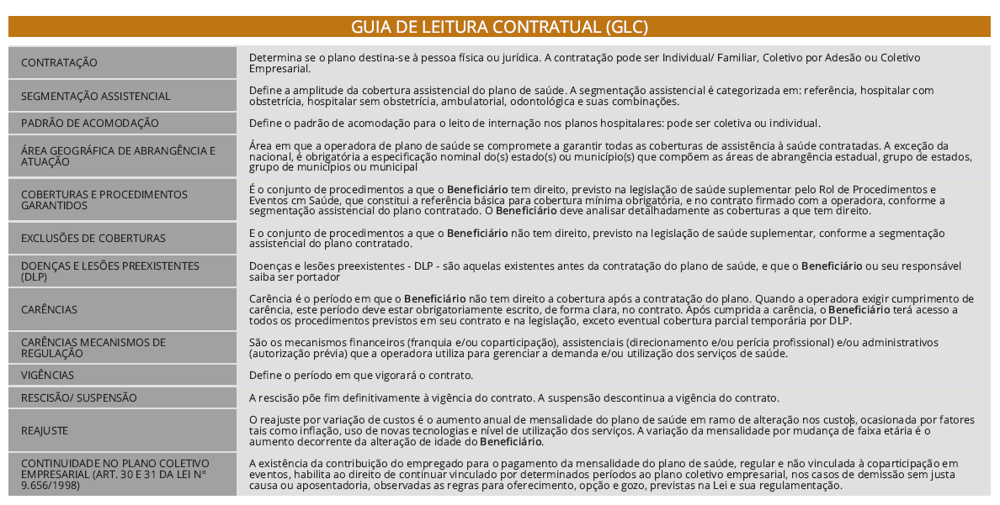 GUIA DE LEITURA CONTRATUAL (GLC)
CONTRATAÇÃO
Determina se o plano destina-se à pessoa física ou jurídica. A contratação pode ser Individual/ Familiar, Coletivo por Adesão ou Coletivo
Empresarial.
SEGMENTAÇÃO ASSISTENCIAL
Define a amplitude da cobertura assistencial do plano de saúde. A segmentação assistencial é categorizada em: referência, hospitalar com
obstetrícia, hospitalar sem obstetrícia, ambulatorial, odontológica e suas combinações.
PADRÃO DE ACOMODAÇÃO
Define o padrão de acomodação para o leito de internação nos planos hospitalares: pode ser coletiva ou individual.
ÁREA GEOGRÁFICA DE ABRANGÊNCIA E
ATUAÇÃO
Área em que a operadora de plano de saúde se compromete a garantir todas as coberturas de assistência à saúde contratadas. A exceção da
nacional, é obrigatória a especificação nominal do(s) estado(s) ou município(s) que compõem as áreas de abrangência estadual, grupo de estados,
grupo de municípios ou municipal
COBERTURAS E PROCEDIMENTOS
GARANTIDOS
É o conjunto de procedimentos a que o Beneficiário tem direito, previsto na legislação de saúde suplementar pelo Rol de Procedimentos e
Eventos cm Saúde, que constitui a referência básica para cobertura mínima obrigatória, e no contrato firmado com a operadora, conforme a
segmentação assistencial do plano contratado. O Beneficiário deve analisar detalhadamente as coberturas a que tem direito.
EXCLUSÕES DE COBERTURAS
E o conjunto de procedimentos a que o Beneficiário não tem direito, previsto na legislação de saúde suplementar, conforme a segmentação
assistencial do plano contratado.
DOENÇAS E LESÕES PREEXISTENTES
(DLP)
Doenças e lesões preexistentes - DLP - são aquelas existentes antes da contratação do plano de saúde, e que o Beneficiário ou seu responsável
saiba ser portador
CARÊNCIAS
Carência é o período em que o Beneficiário não tem direito a cobertura após a contratação do plano. Quando a operadora exigir cumprimento de
carência, este período deve estar obrigatoriamente escrito, de forma clara, no contrato. Após cumprida a carência, o Beneficiário terá acesso a
todos os procedimentos previstos em seu contrato e na legislação, exceto eventual cobertura parcial temporária por DLP.
CARÊNCIAS MECANISMOS DE
REGULAÇÃO
São os mecanismos financeiros (franquia e/ou coparticipação), assistenciais (direcionamento e/ou perícia profissional) e/ou administrativos
(autorização prévia) que a operadora utiliza para gerenciar a demanda e/ou utilização dos serviços de saúde.
VIGÊNCIAS
Define o período em que vigorará o contrato.
RESCISÃO/ SUSPENSÃO
A rescisão põe fim definitivamente à vigência do contrato. A suspensão descontinua a vigência do contrato.
REAJUSTE
O reajuste por variação de custos é o aumento anual de mensalidade do plano de saúde em ramo de alteração nos custos, ocasionada por fatores
tais como inflação, uso de novas tecnologias e nível de utilização dos serviços. A variação da mensalidade por mudança de faixa etária é o
aumento decorrente da alteração de idade do Beneficiário.
CONTINUIDADE NO PLANO COLETIVO
EMPRESARIAL (ART. 30 E 31 DA LEI N°
9.656/1998)
A existência da contribuição do empregado para o pagamento da mensalidade do plano de saúde, regular e não vinculada à coparticipação em
eventos, habilita ao direito de continuar vinculado por determinados períodos ao plano coletivo empresarial, nos casos de demissão sem justa
causa ou aposentadoria, observadas as regras para oferecimento, opção e gozo, previstas na Lei e sua regulamentação.